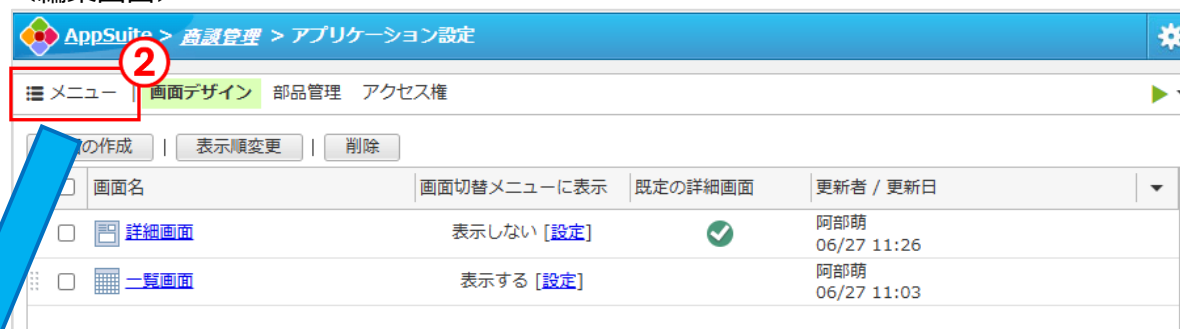 AppSuite > 商談管理 > アプリケーション設定
②
メニュー | 画面デザイン 部品管理 アクセス権
の作成 | 表示順変更 | 削除
画面名 画面切替メニューに表示 既定の詳細画面 更新者 / 更新日
詳細画面 表示しない [設定] 阿部萌
06/27 11:26
一覧画面 表示する [設定] 阿部萌
06/27 11:03